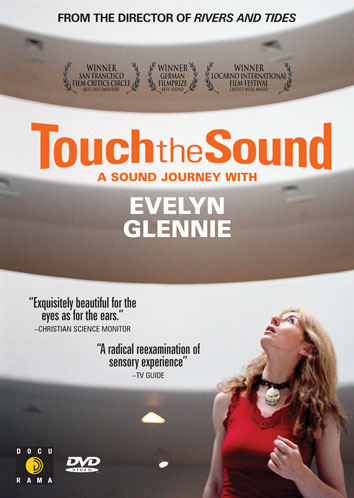 FROM THE DIRECTOR OF RIVERS AND TIDES
WINNER
SAN FRANCISCO
FILM CRITICS CIRCLE
BEST DOCUMENTARY
WINNER
GERMAN
FILMPRIZE
BEST SOUND
WINNER
LOCARNO INTERNATIONAL
FILM FESTIVAL
CRITICS WEEK AWARD
Touch the Sound
A SOUND JOURNEY WITH
EVELYN
GLENNIE
"Exquisitely beautiful for the
eyes as for the ears."
–CHRISTIAN SCIENCE MONITOR
"A radical reexamination of
sensory experience"
–TV GUIDE
DOCU
RAMA
DVD
VIDEO